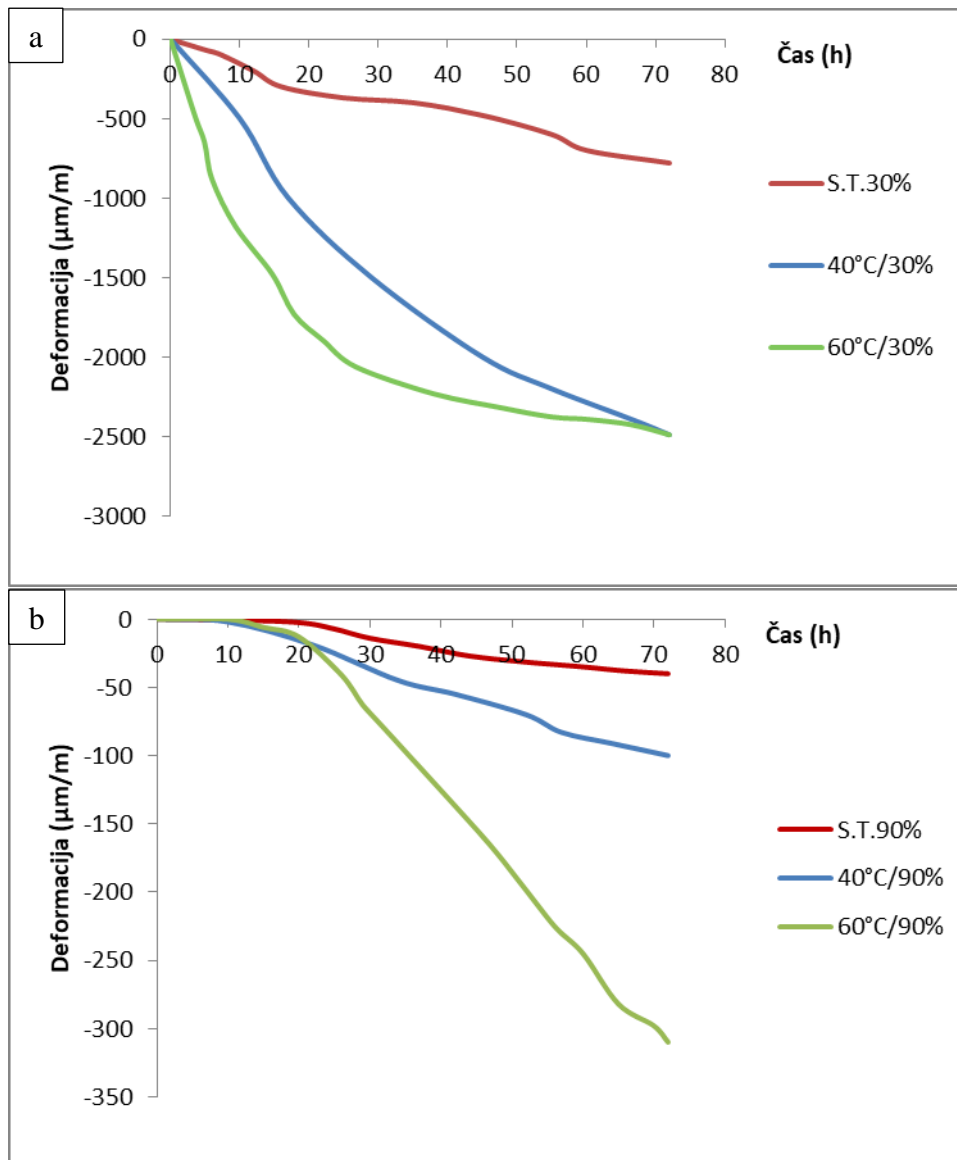 a
0
Čas (h)
0 10 20 30 40 50 60 70 80
-500
-1000
-1500
-2000
-2500
-3000
Deformacija (μm/m)
S.T.30%
40°C/30%
60°C/30%
b
0
Čas (h)
0 10 20 30 40 50 60 70 80
-50
-100
-150
-200
-250
-300
-350
Deformacija (μm/m)
S.T.90%
40°C/90%
60°C/90%